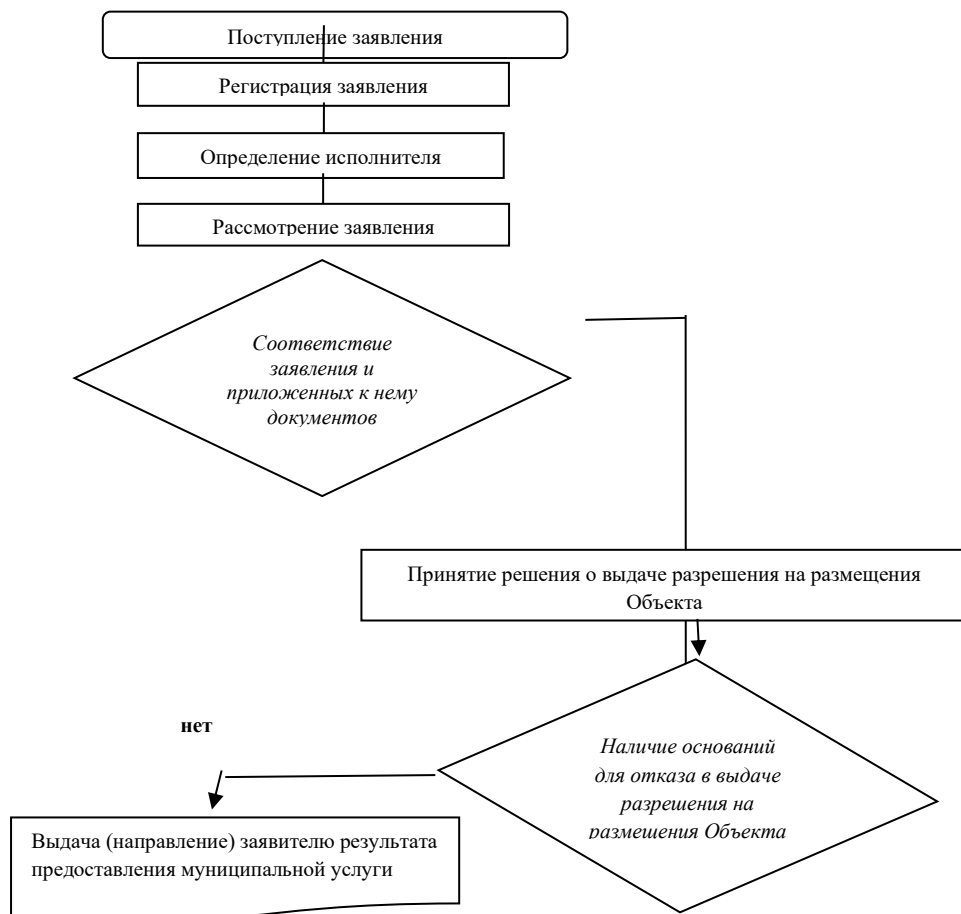 Поступление заявления
Регистрация заявления
Определение исполнителя
Рассмотрение заявления
Соответствие
заявления и
приложенных к нему
документов
Принятие решения о выдаче разрешения на размещения
Объекта
нет
Наличие оснований
для отказа в выдаче
разрешения на
размещения Объекта
Выдача (направление) заявителю результата
предоставления муниципальной услуги